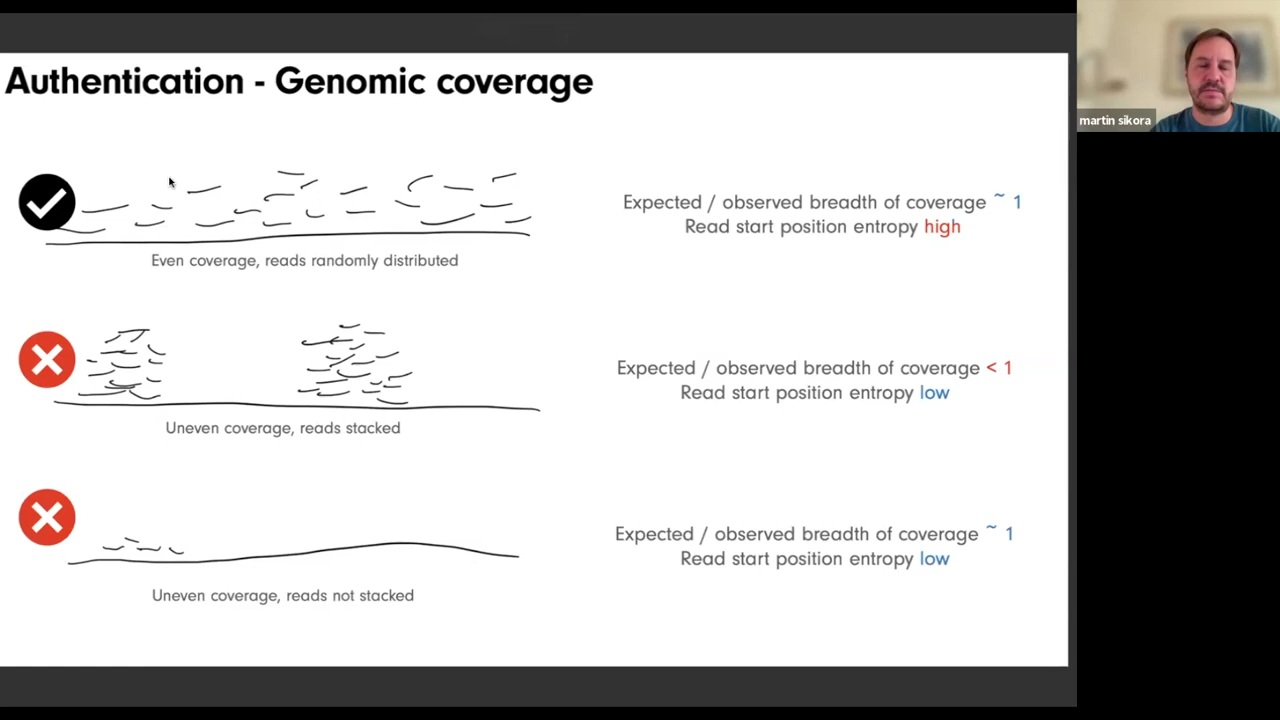 Authentication - Genomic coverage
martin sikora
Expected / observed breadth of coverage ~ 1
Read start position entropy high
Even coverage, reads randomly distributed
Expected / observed breadth of coverage < 1
Read start position entropy low
Uneven coverage, reads stacked
Expected / observed breadth of coverage ~ 1
Read start position entropy low
Uneven coverage, reads not stacked